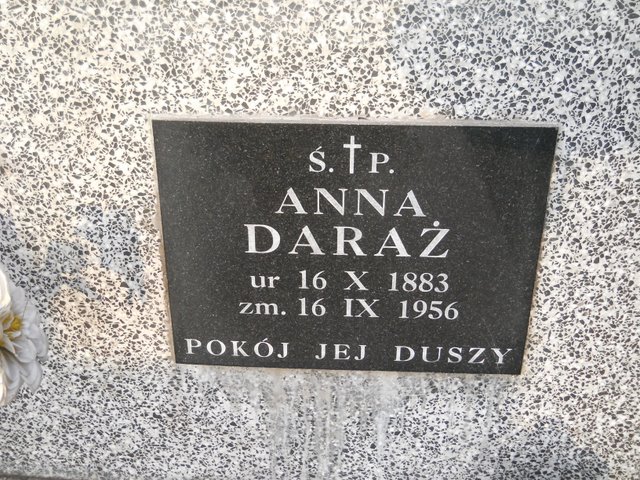 Ś.†P.
ANNA
DARAŻ
ur 16 X 1883
zm. 16 IX 1956
POKÓJ JEJ DUSZY